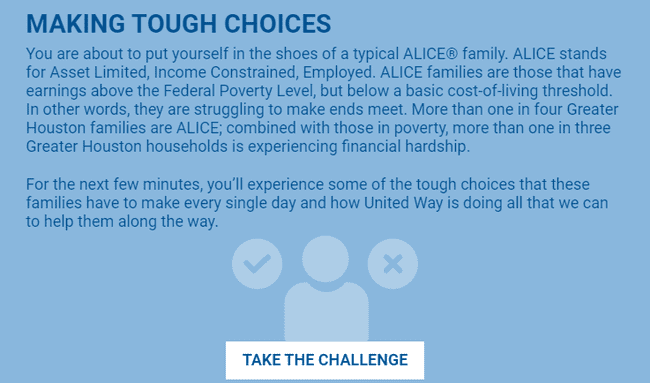 MAKING TOUGH CHOICES
You are about to put yourself in the shoes of a typical ALICE® family. ALICE stands
for Asset Limited, Income Constrained, Employed. ALICE families are those that have
earnings above the Federal Poverty Level, but below a basic cost-of-living threshold.
In other words, they are struggling to make ends meet. More than one in four Greater
Houston families are ALICE; combined with those in poverty, more than one in three
Greater Houston households is experiencing financial hardship.
For the next few minutes, you’ll experience some of the tough choices that these
families have to make every single day and how United Way is doing all that we can
to help them along the way.
TAKE THE CHALLENGE